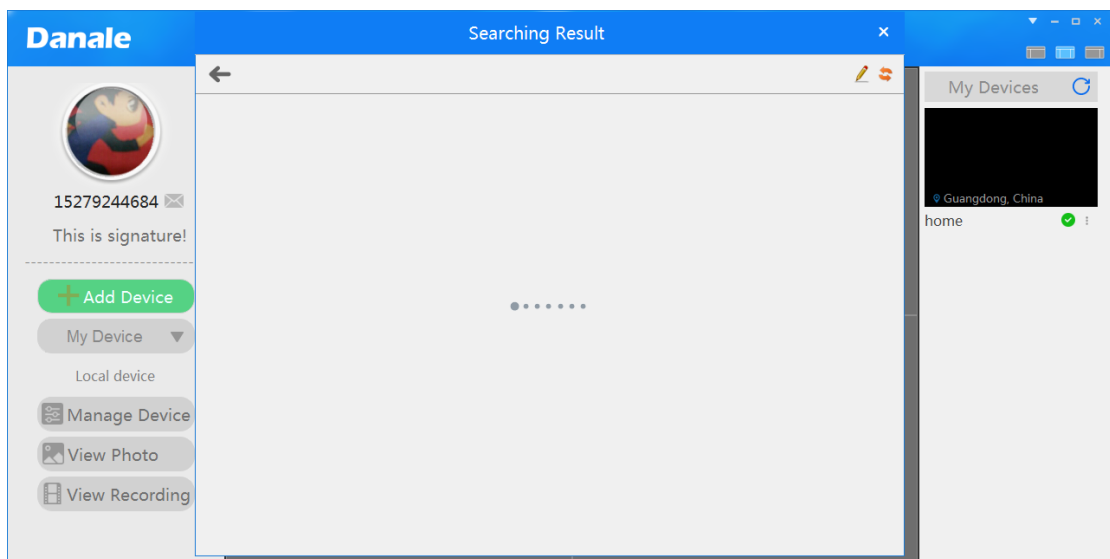 Danale
Searching Result
15279244684
This is signature!
Add Device
My Device
Local device
Manage Device
View Photo
View Recording
My Devices
Guangdong, China
home